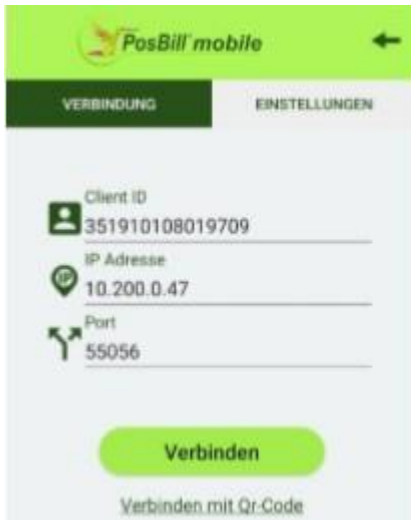 PosBill mobile
VERBINDUNG
EINSTELLUNGEN
Client ID
351910108019709
IP Adresse
IP
10.200.0.47
Port
55056
Verbinden
Verbinden mit Qr-Code